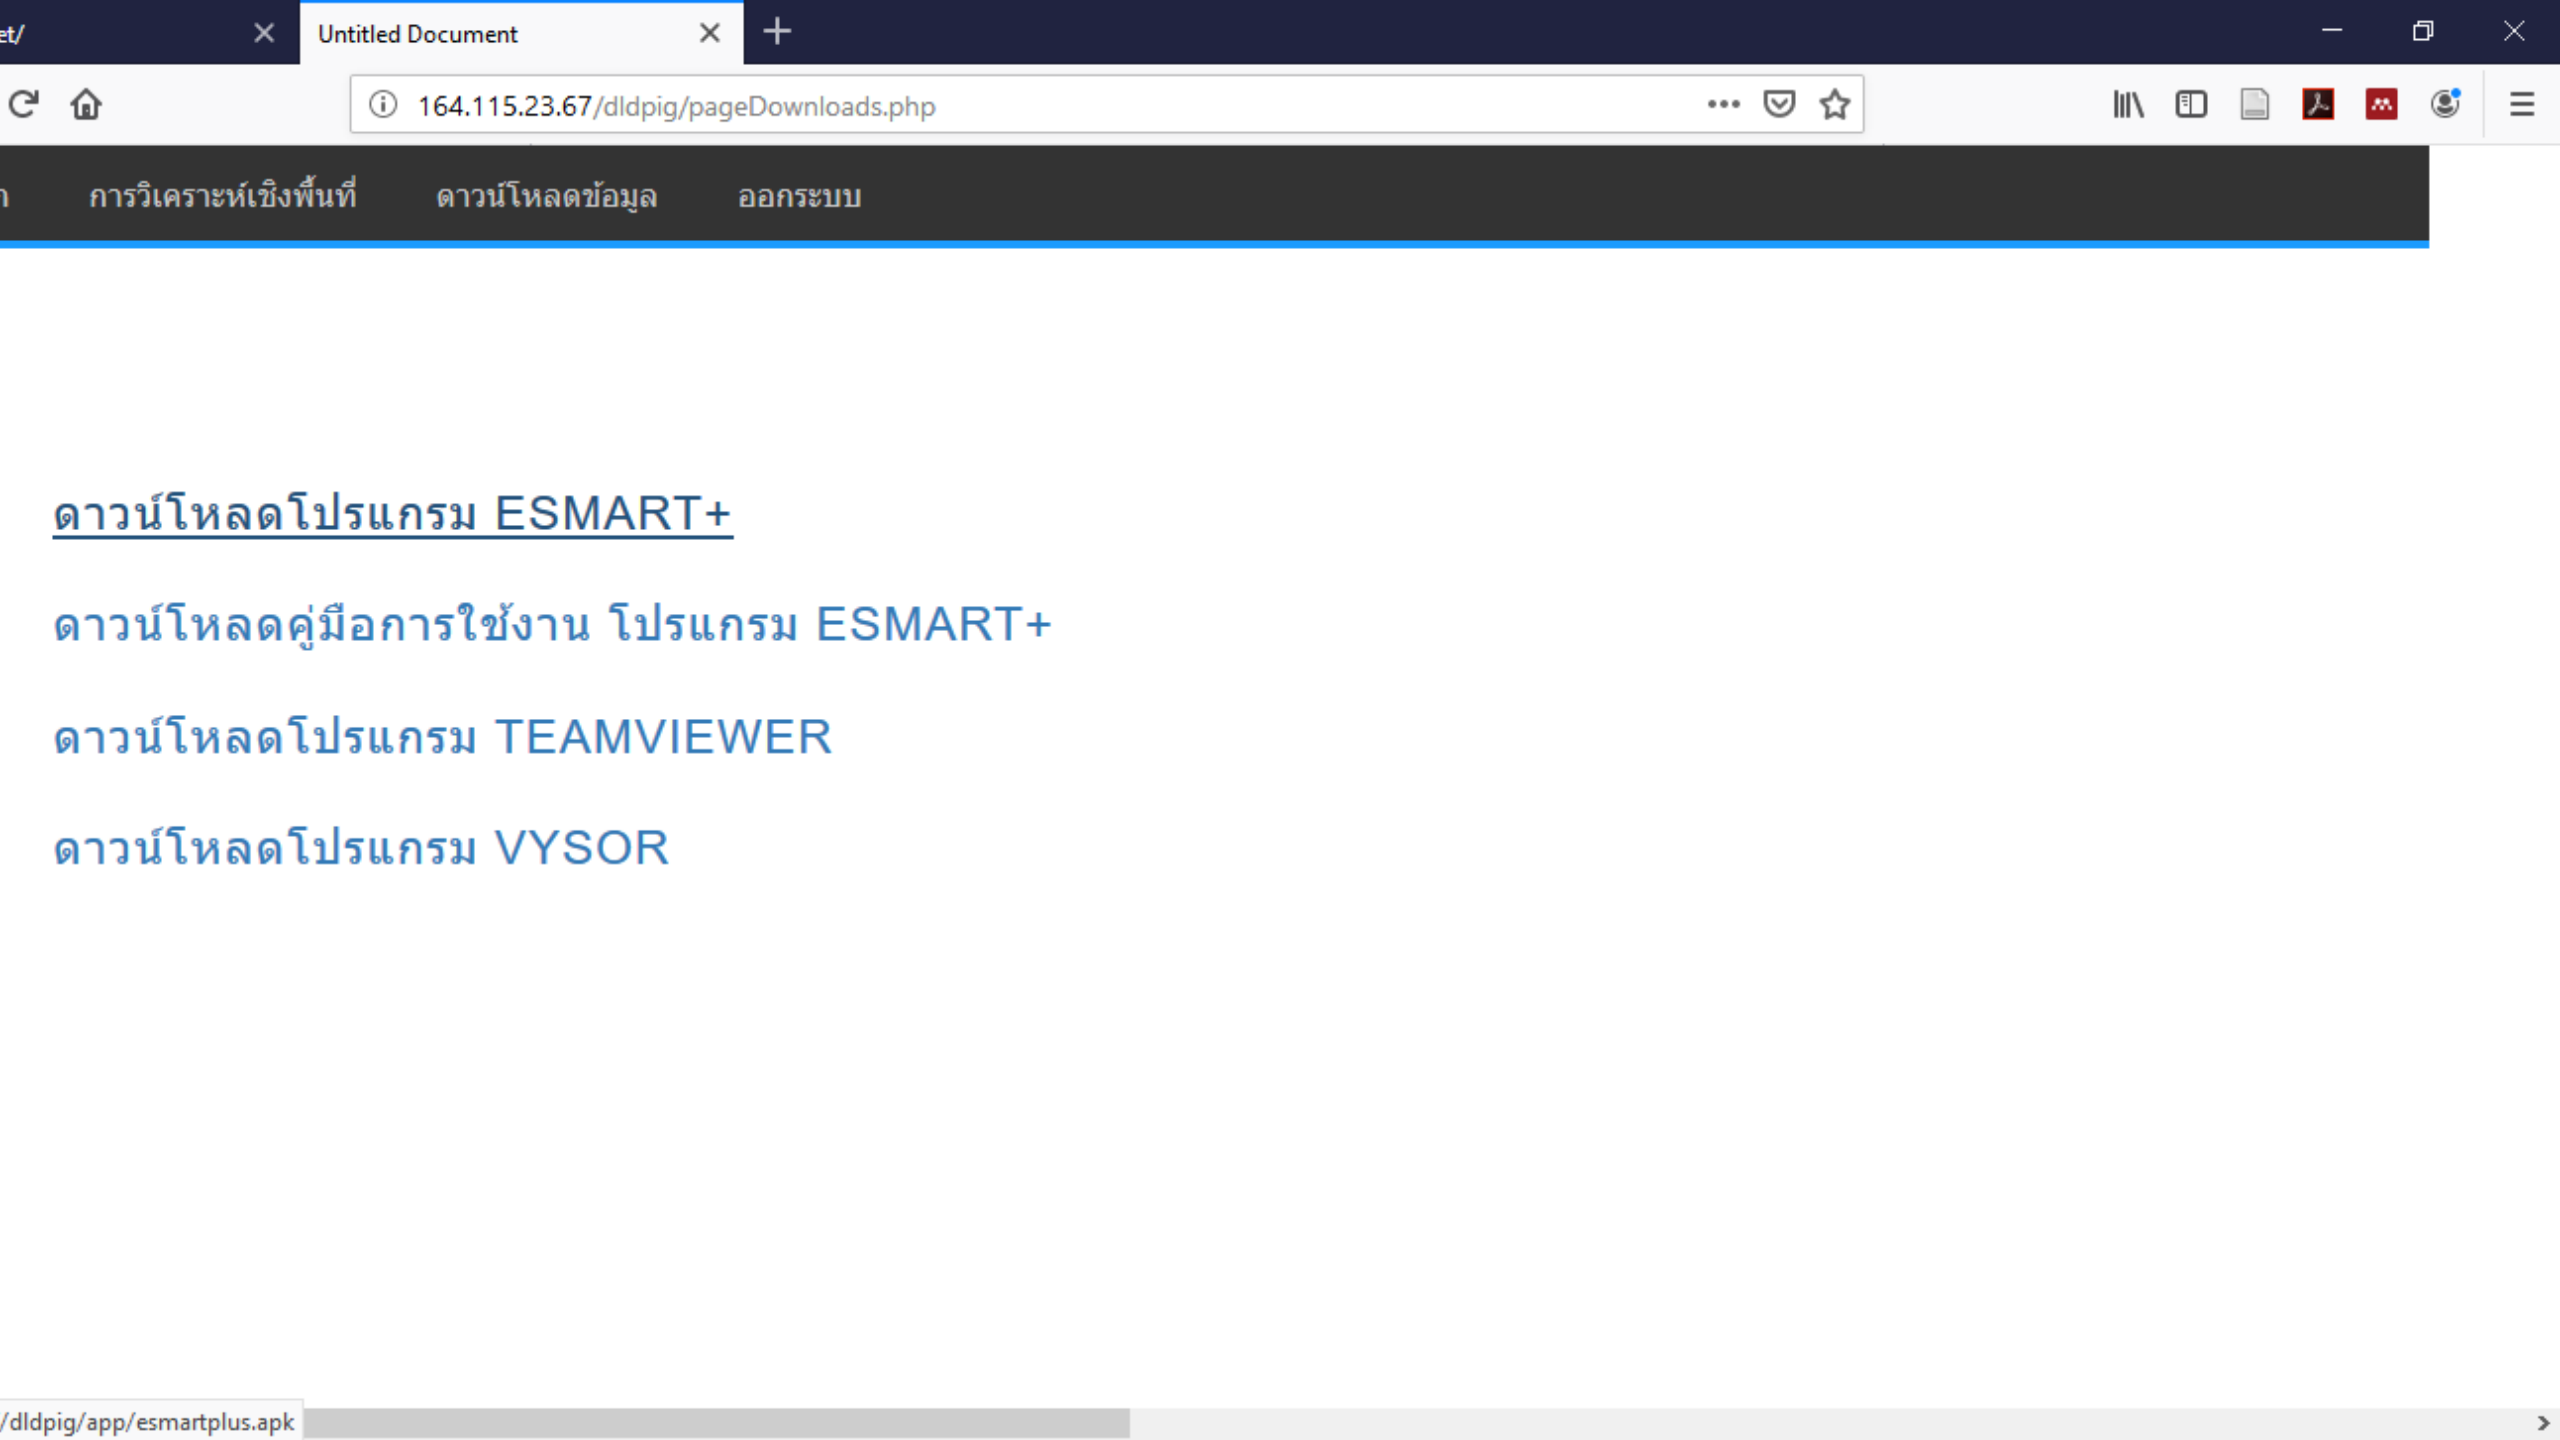 et/
Untitled Document
164.115.23.67/dldpig/pageDownloads.php
การวิเคราะห์เชิงพื้นที่ ดาวน์โหลดข้อมูล ออกระบบ
ดาวน์โหลดโปรแกรม ESMART+
ดาวน์โหลดคู่มือการใช้งาน โปรแกรม ESMART+
ดาวน์โหลดโปรแกรม TEAMVIEWER
ดาวน์โหลดโปรแกรม VYSOR
/dldpig/app/esmartplus.apk